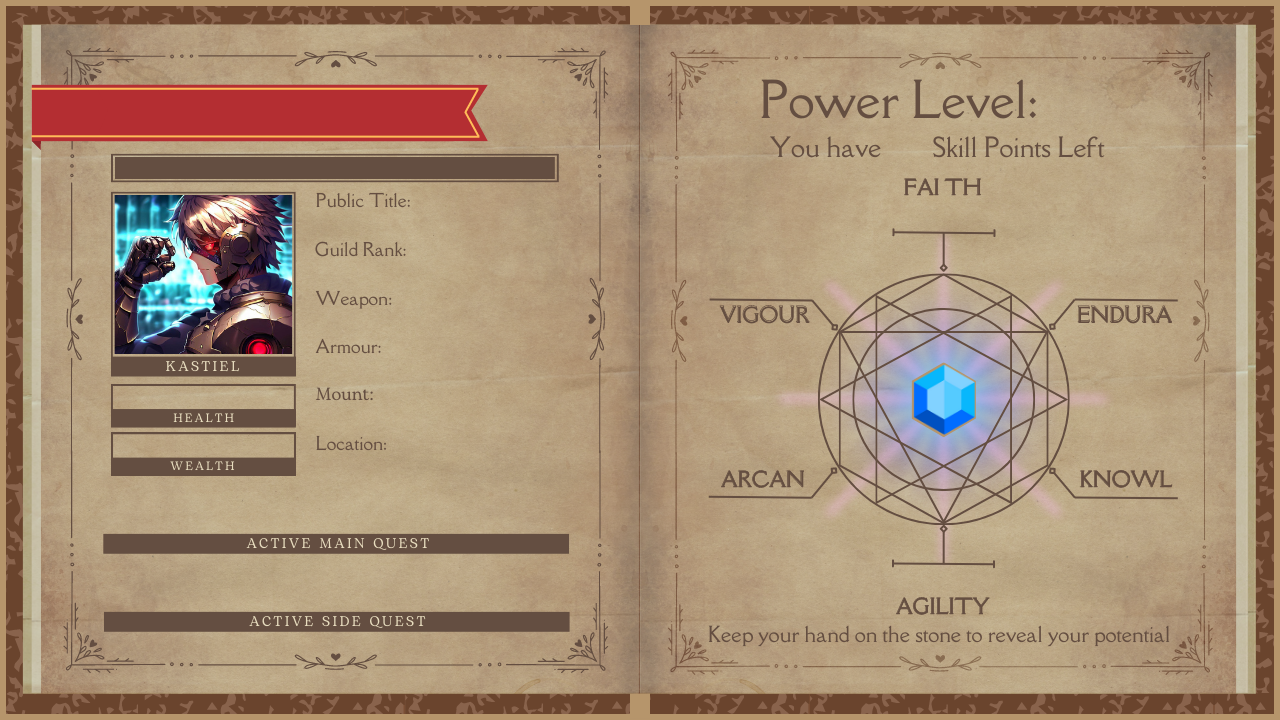 Public Title:
Guild Rank:
Weapon:
Armour:
Mount:
Location:
KASTIEL
HEALTH
WEALTH
ACTIVE MAIN QUEST
ACTIVE SIDE QUEST
Power Level:
You have Skill Points Left
FAI TH
VIGOUR
ENDURA
ARCAN
KNOWL
AGILITY
Keep your hand on the stone to reveal your potential